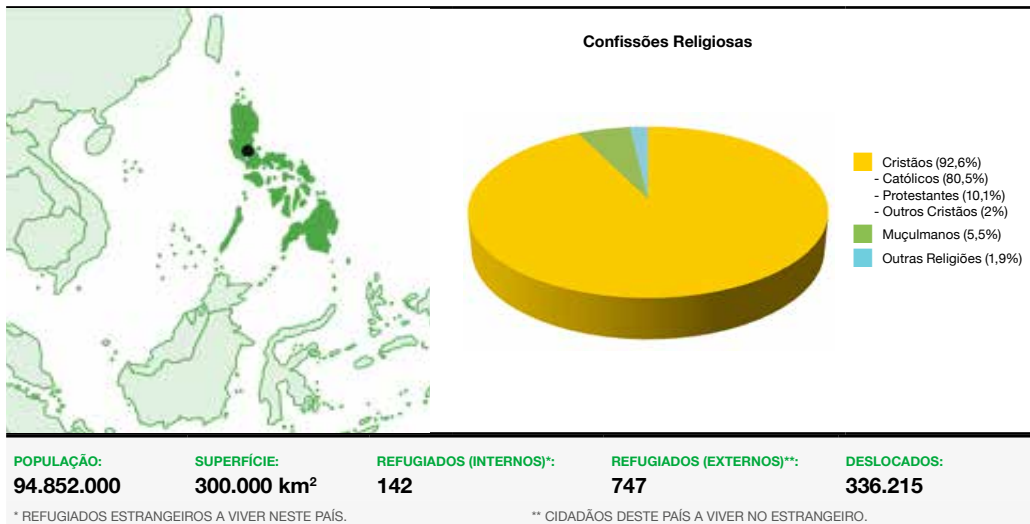 Confissões Religiosas
Cristãos (92,6%)
- Católicos (80,5%)
- Protestantes (10,1%)
- Outros Cristãos (2%)
Muçulmanos (5,5%)
Outras Religiões (1,9%)
POPULAÇÃO: SUPERFÍCIE: REFUGIADOS (INTERNOS)*: REFUGIADOS (EXTERNOS)**: DESLOCADOS:
94.852.000 300.000 km² 142 747 336.215
* REFUGIADOS ESTRANGEIROS A VIVER NESTE PAÍS. ** CIDADÃOS DESTE PAÍS A VIVER NO ESTRANGEIRO.